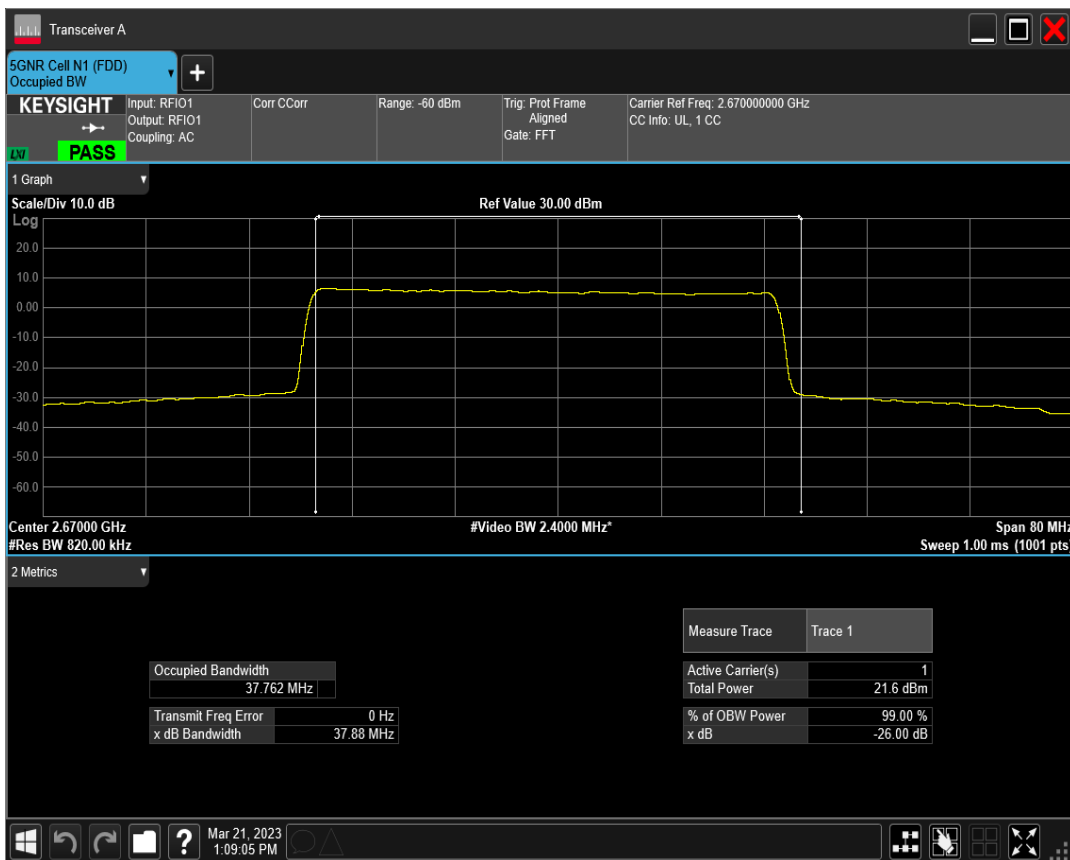 Transceiver A
5GNR Cell N1 (FDD)
Occupied BW
+
KEYSIGHT
LXI
PASS
Input: RFIO1
Output: RFIO1
Coupling: AC
Corr CCorr
Range: -60 dBm
Trig: Prot Frame
Aligned
Gate: FFT
Carrier Ref Freq: 2.670000000 GHz
CC Info: UL, 1 CC
1 Graph
Scale/Div 10.0 dB
Ref Value 30.00 dBm
Log
20.0
10.0
0.00
-10.0
-20.0
-30.0
-40.0
-50.0
-60.0
Center 2.67000 GHz
#Video BW 2.4000 MHz*
Span 80 MHz
#Res BW 820.00 kHz
Sweep 1.00 ms (1001 pts)
2 Metrics
Measure Trace Trace 1
Occupied Bandwidth
37.762 MHz
Active Carrier(s) 1
Total Power 21.6 dBm
Transmit Freq Error 0 Hz
x dB Bandwidth 37.88 MHz
% of OBW Power 99.00 %
x dB -26.00 dB
?
Mar 21, 2023
1:09:05 PM